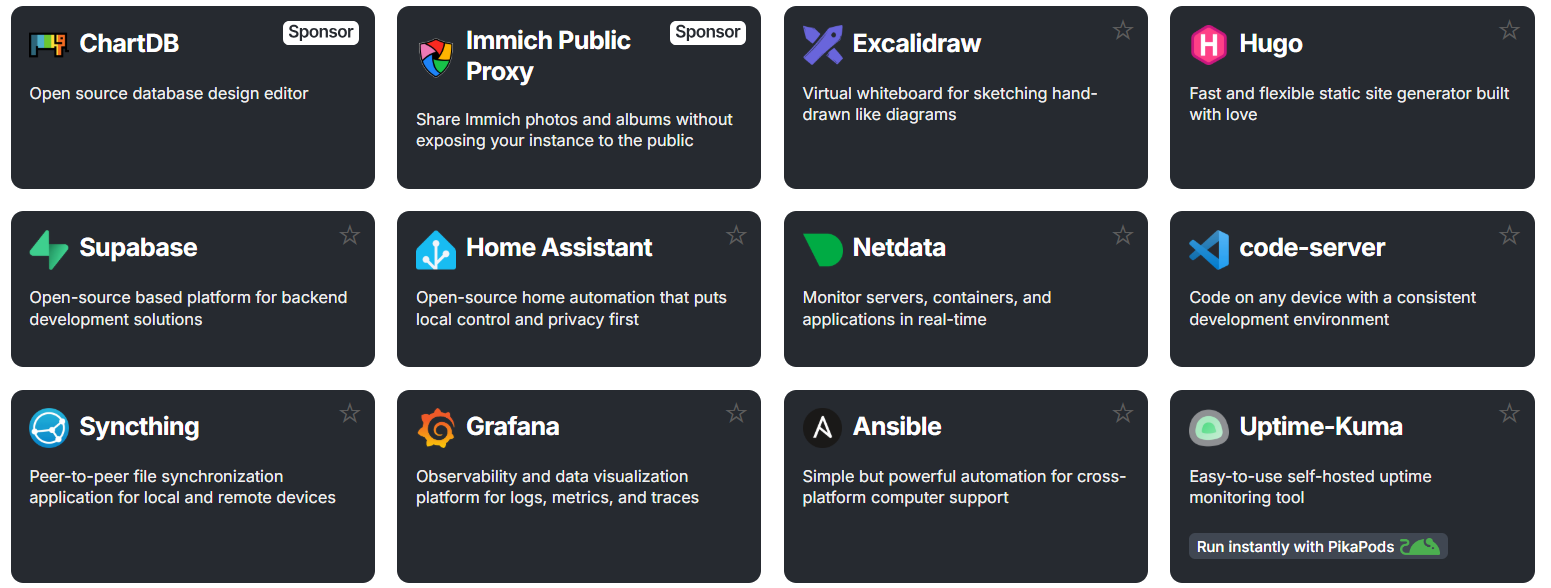 ChartDB
Sponsor
Open source database design editor
Immich Public
Proxy
Sponsor
Share Immich photos and albums without
exposing your instance to the public
Excalidraw
Virtual whiteboard for sketching hand-
drawn like diagrams
H
Hugo
Fast and flexible static site generator built
with love
Supabase
Open-source based platform for backend
development solutions
Home Assistant
Open-source home automation that puts
local control and privacy first
Netdata
Monitor servers, containers, and
applications in real-time
code-server
Code on any device with a consistent
development environment
Syncthing
Peer-to-peer file synchronization
application for local and remote devices
Grafana
Observability and data visualization
platform for logs, metrics, and traces
A
Ansible
Simple but powerful automation for cross-
platform computer support
Uptime-Kuma
Easy-to-use self-hosted uptime
monitoring tool
Run instantly with PikaPods